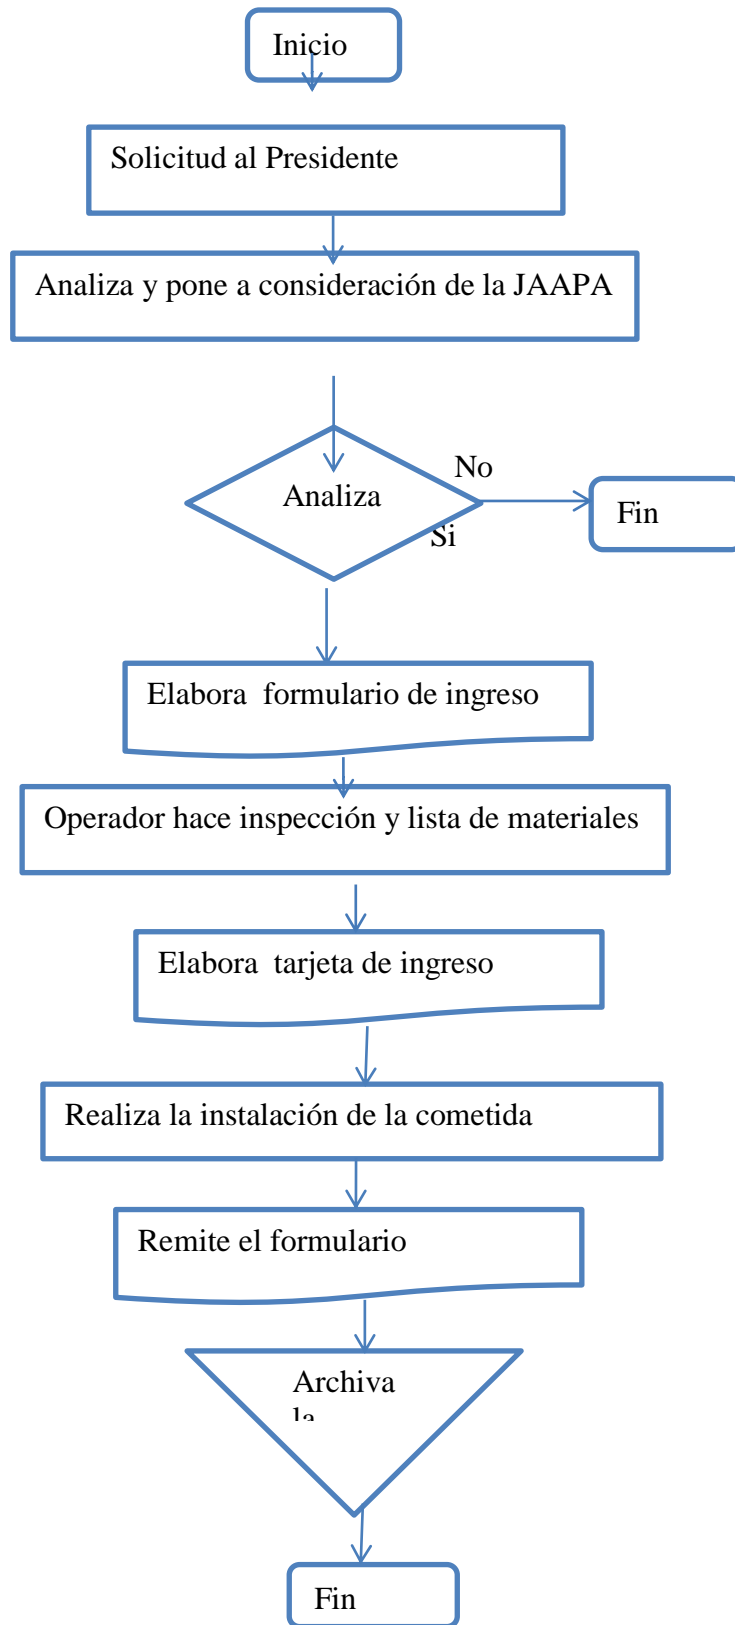 Inicio
Solicitud al Presidente
Analiza y pone a consideración de la JAAPA
No
Analiza
Fin
Si
Elabora  formulario de ingreso
Operador hace inspección y lista de materiales
Elabora  tarjeta de ingreso
Realiza la instalación de la cometida
Remite el formulario
Archiva
la
Fin